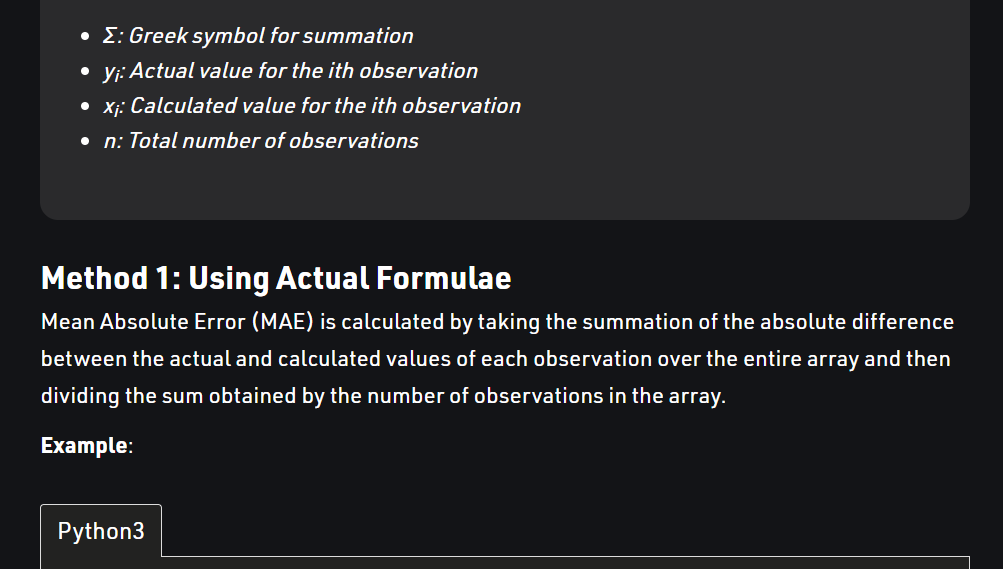 Σ: Greek symbol for summation
yi: Actual value for the ith observation
xi: Calculated value for the ith observation
n: Total number of observations
Method 1: Using Actual Formulae
Mean Absolute Error (MAE) is calculated by taking the summation of the absolute difference
between the actual and calculated values of each observation over the entire array and then
dividing the sum obtained by the number of observations in the array.
Example:
Python3